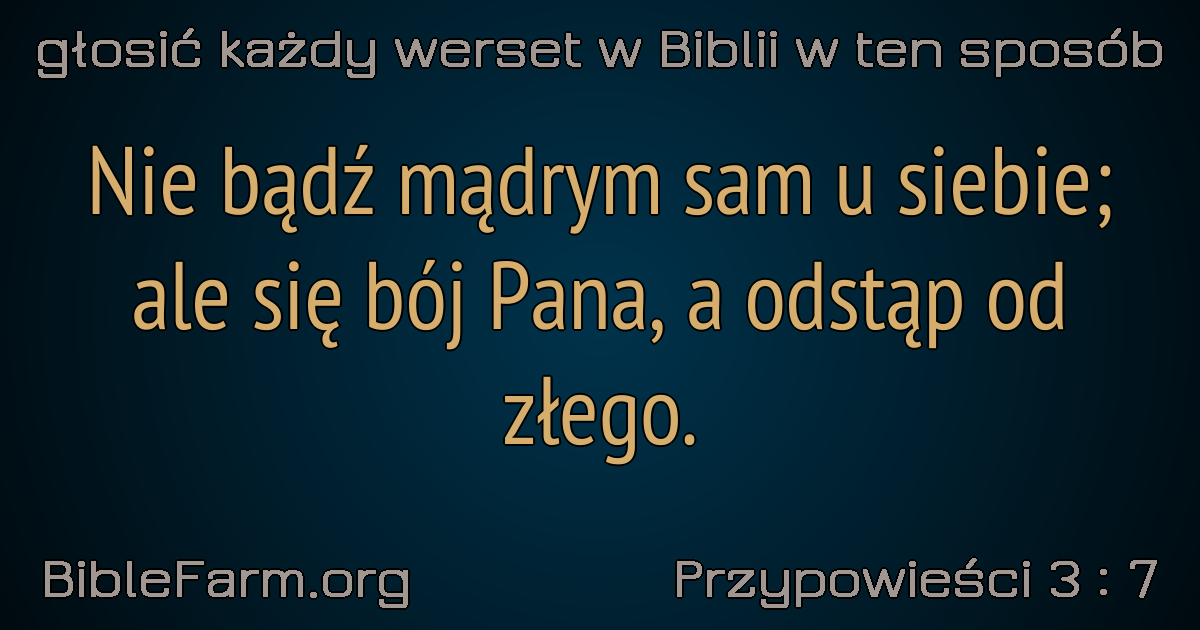 głosić każdy werset w Biblii w ten sposób
Nie bądź mądrym sam u siebie;
ale się bój Pana, a odstąp od
złego.
BibleFarm.org
Przypowieści 3 : 7